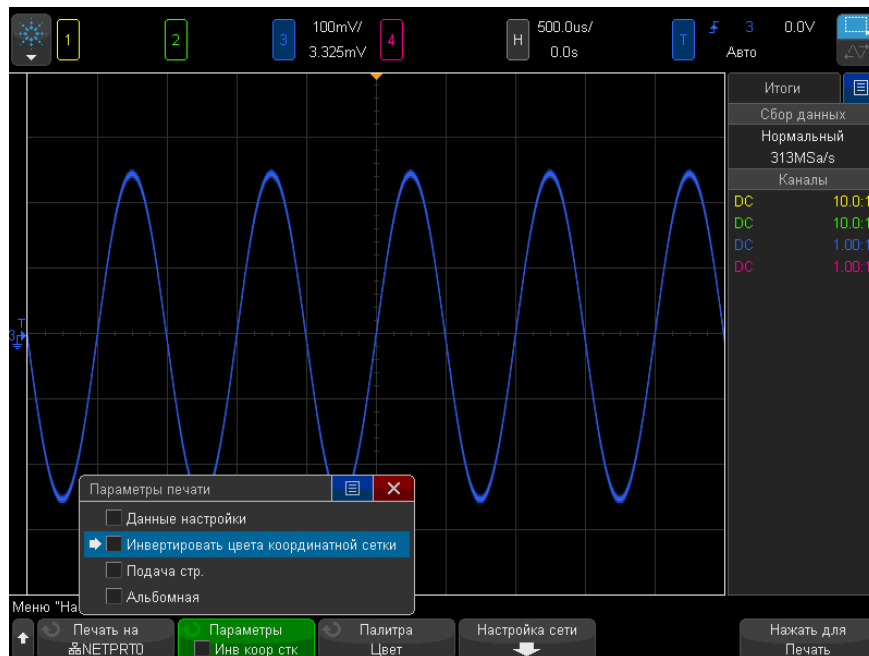 1
2
3
100mV/
3.325mV
4
H
500.0us/
0.0s
T
3
0.0V
Авто
Итоги
Сбор данных
Нормальный
313MSa/s
Каналы
DC 10.0:1
DC 10.0:1
DC 1.00:1
DC 1.00:1
T
3
Параметры печати
Данные настройки
Инвертировать цвета координатной сетки
Подача стр.
Альбомная
Меню "На
Печать на
NETPRT0
Параметры
Инв коор стк
Палитра
Цвет
Настройка сети
Нажать для
Печать